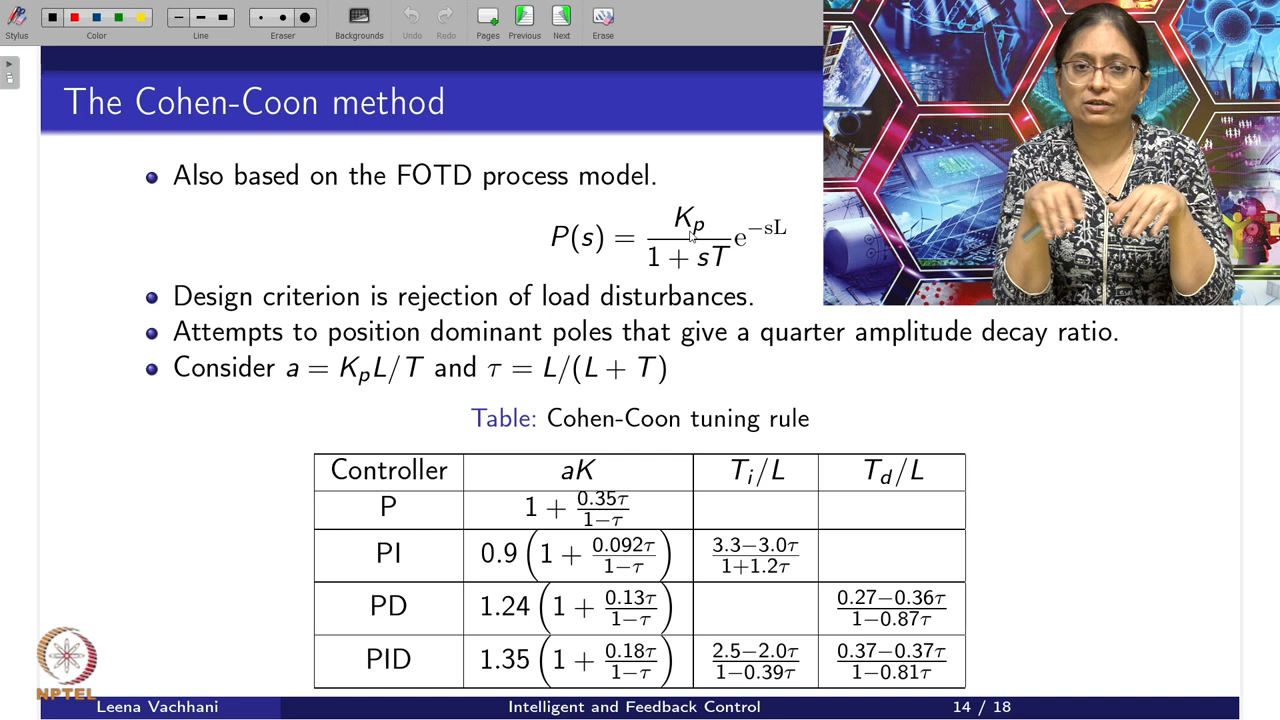 Stylus
Color
Line
Eraser
Backgrounds
Undo
Redo
Pages
Previous
Next
Erase
The Cohen-Coon method
Also based on the FOTD process model.
P(s) = K_p / (1 + sT) e^{−sL}
Design criterion is rejection of load disturbances.
Attempts to position dominant poles that give a quarter amplitude decay ratio.
Consider a = K_pL/T and τ = L/(L + T)
Table: Cohen-Coon tuning rule
Controller aK T_i/L T_d/L
P 1 + 0.35τ/(1−τ)
PI 0.9 (1 + 0.092τ/(1−τ)) (3.3−3.0τ)/(1+1.2τ)
PD 1.24 (1 + 0.13τ/(1−τ)) (0.27−0.36τ)/(1−0.87τ)
PID 1.35 (1 + 0.18τ/(1−τ)) (2.5−2.0τ)/(1−0.39τ) (0.37−0.37τ)/(1−0.81τ)
NPTEL
Leena Vachhani Intelligent and Feedback Control 14 / 18